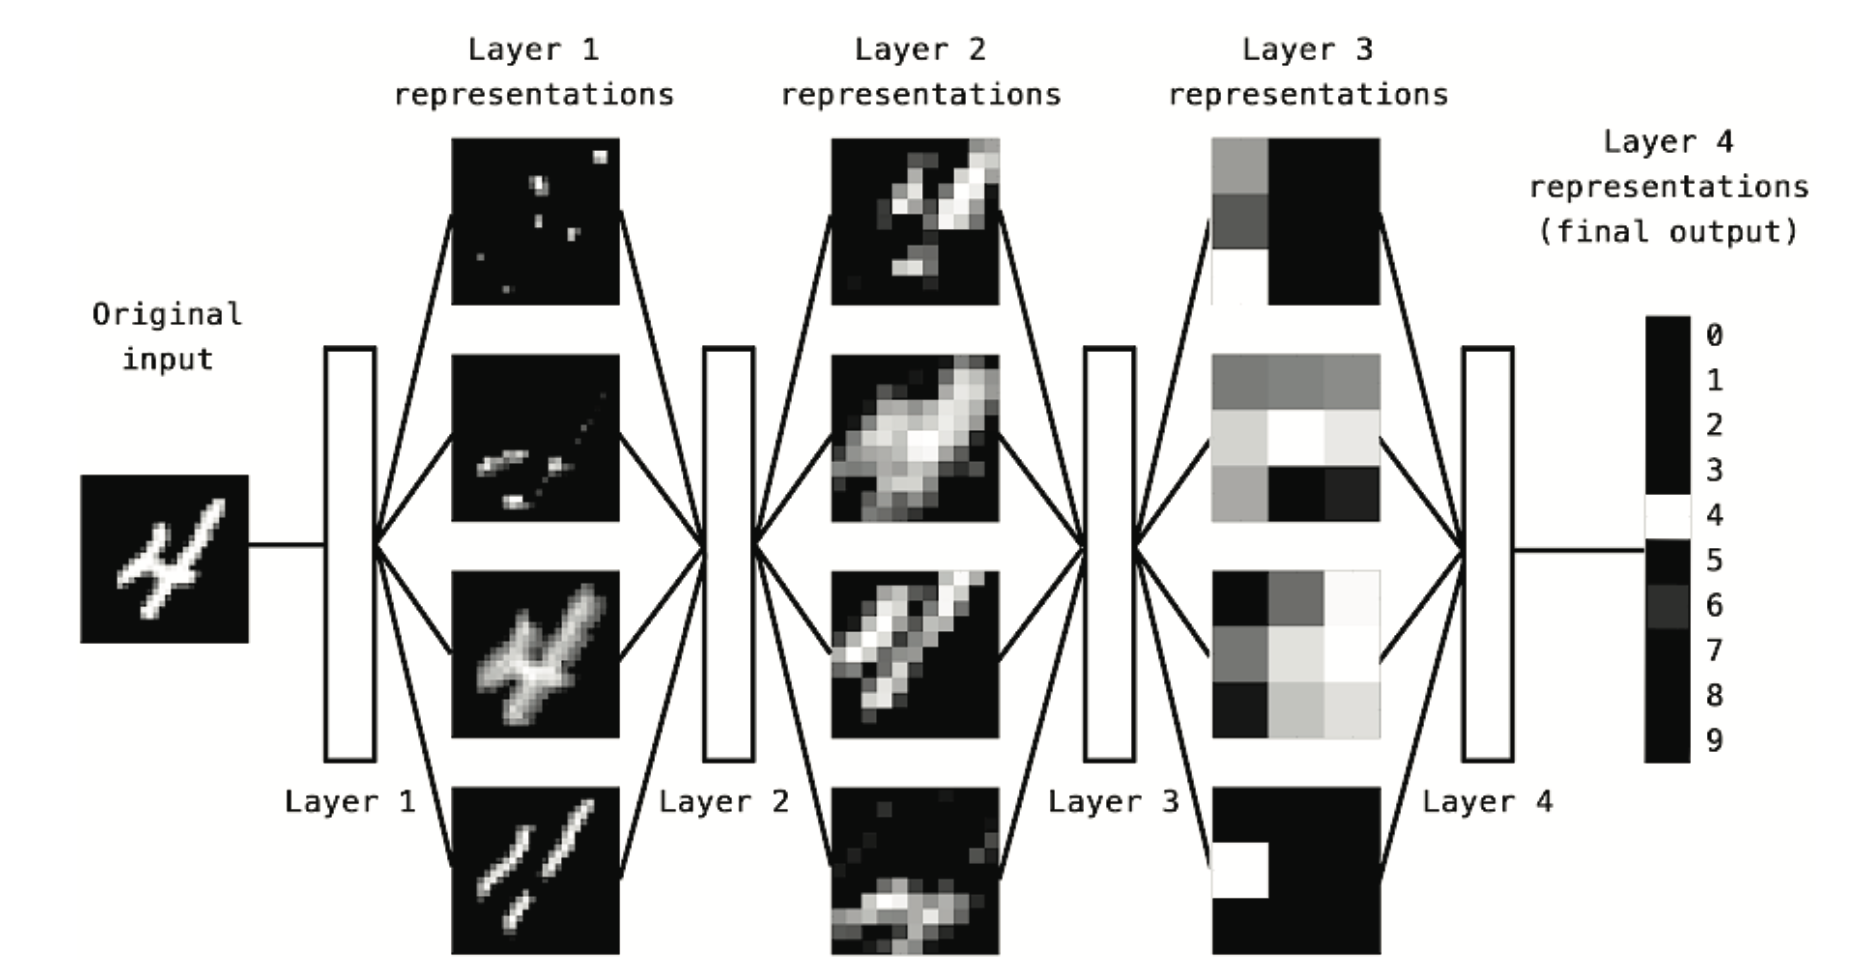 Layer 1
representations
Layer 2
representations
Layer 3
representations
Layer 4
representations
(final output)
Original
input
0
1
2
3
4
5
6
7
8
9
Layer 1
Layer 2
Layer 3
Layer 4